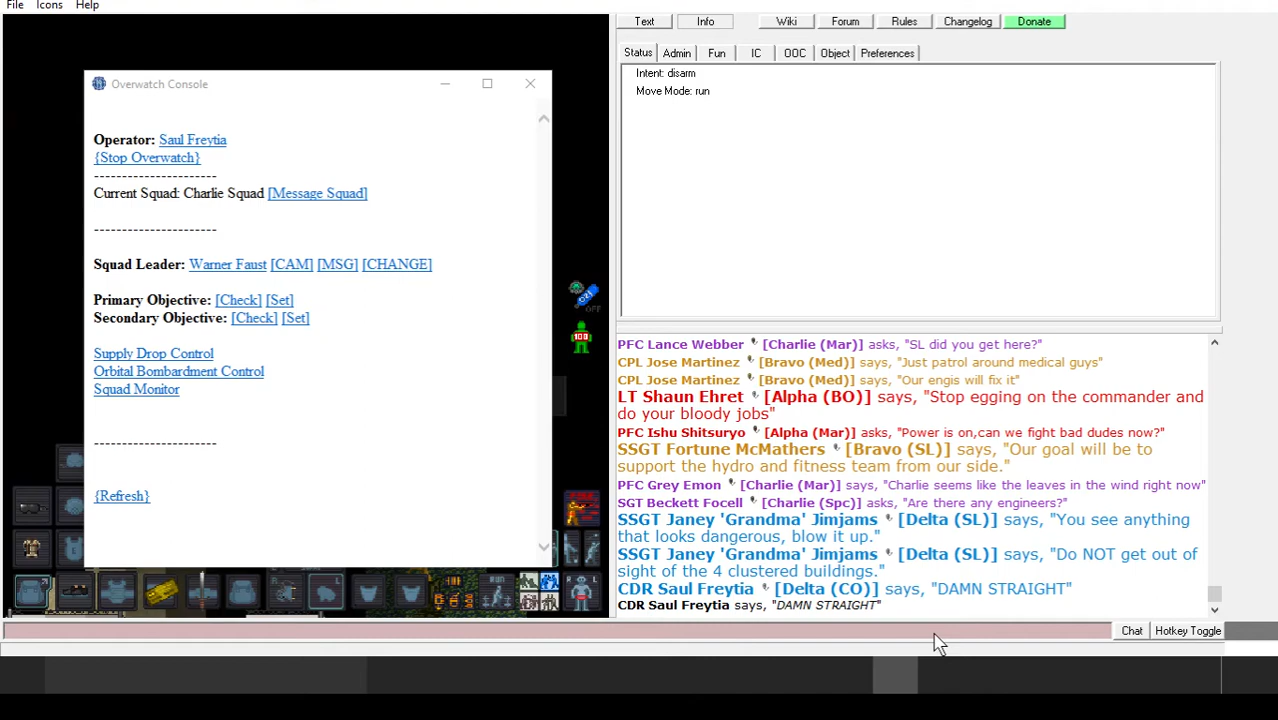 File Icons Help
Text Info Wiki Forum Rules Changelog Donate
Status Admin Fun IC OOC Object Preferences
Intent: disarm
Move Mode: run
Overwatch Console
Operator: Saul Freytia
{Stop Overwatch}
-----------------------
Current Squad: Charlie Squad [Message Squad]
-----------------------
Squad Leader: Warner Faust [CAM] [MSG] [CHANGE]
Primary Objective: [Check] [Set]
Secondary Objective: [Check] [Set]
Supply Drop Control
Orbital Bombardment Control
Squad Monitor
-----------------------
{Refresh}
OFF
100
PFC Lance Webber [Charlie (Mar)] asks, "SL did you get here?"
CPL Jose Martinez [Bravo (Med)] says, "Just patrol around medical guys"
CPL Jose Martinez [Bravo (Med)] says, "Our engis will fix it"
LT Shaun Ehret [Alpha (BO)] says, "Stop egging on the commander and
do your bloody jobs"
PFC Ishu Shitsuryo [Alpha (Mar)] asks, "Power is on,can we fight bad dudes now?"
SSGT Fortune McMathers [Bravo (SL)] says, "Our goal will be to
support the hydro and fitness team from our side."
PFC Grey Emon [Charlie (Mar)] says, "Charlie seems like the leaves in the wind right now"
SGT Beckett Focell [Charlie (Spc)] asks, "Are there any engineers?"
SSGT Janey 'Grandma' Jimjams [Delta (SL)] says, "You see anything
that looks dangerous, blow it up."
SSGT Janey 'Grandma' Jimjams [Delta (SL)] says, "Do NOT get out of
sight of the 4 clustered buildings."
CDR Saul Freytia [Delta (CO)] says, "DAMN STRAIGHT"
CDR Saul Freytia says, "DAMN STRAIGHT"
Chat Hotkey Toggle